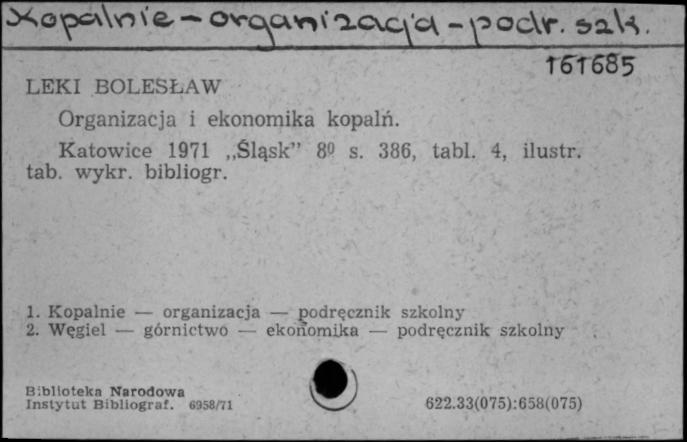 Kopalnie - organizacja - podr. szk.
161685
LEKI BOLESŁAW
Organizacja i ekonomika kopalń.
Katowice 1971 „Śląsk” 8º s. 386, tabl. 4, ilustr.
tab. wykr. bibliogr.
1. Kopalnie — organizacja — podręcznik szkolny
2. Węgiel — górnictwo — ekonomika — podręcznik szkolny
Biblioteka Narodowa
Instytut Bibliograf. 6958/71
622.33(075):658(075)